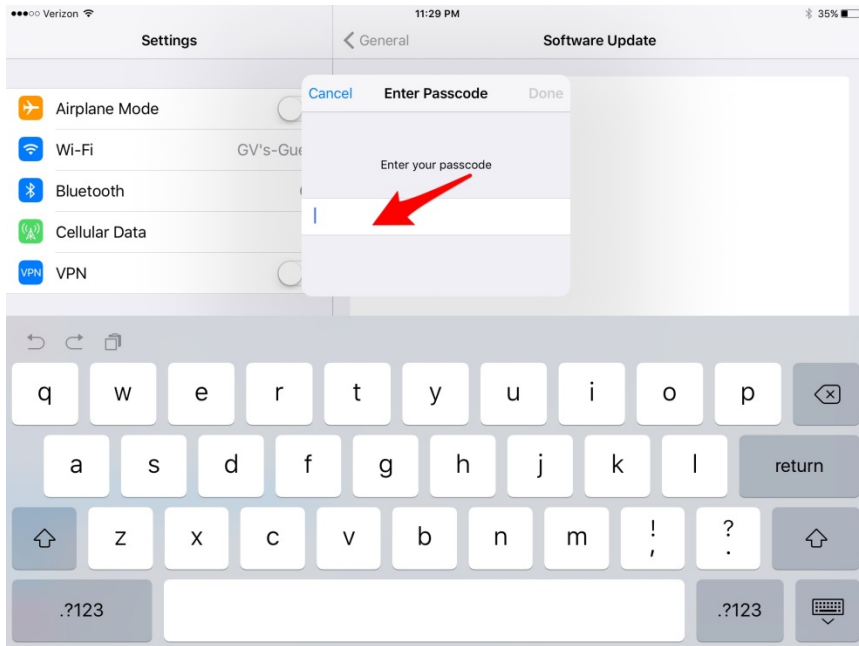 Verizon 11:29 PM 35%
Settings
General Software Update
Cancel Enter Passcode Done
Airplane Mode
Enter your passcode
Wi-Fi GV's-Gue
Bluetooth
Cellular Data
VPN VPN
q w e r t y u i o p
a s d f g h j k l return
z x c v b n m ! , ? .
.?123 .?123